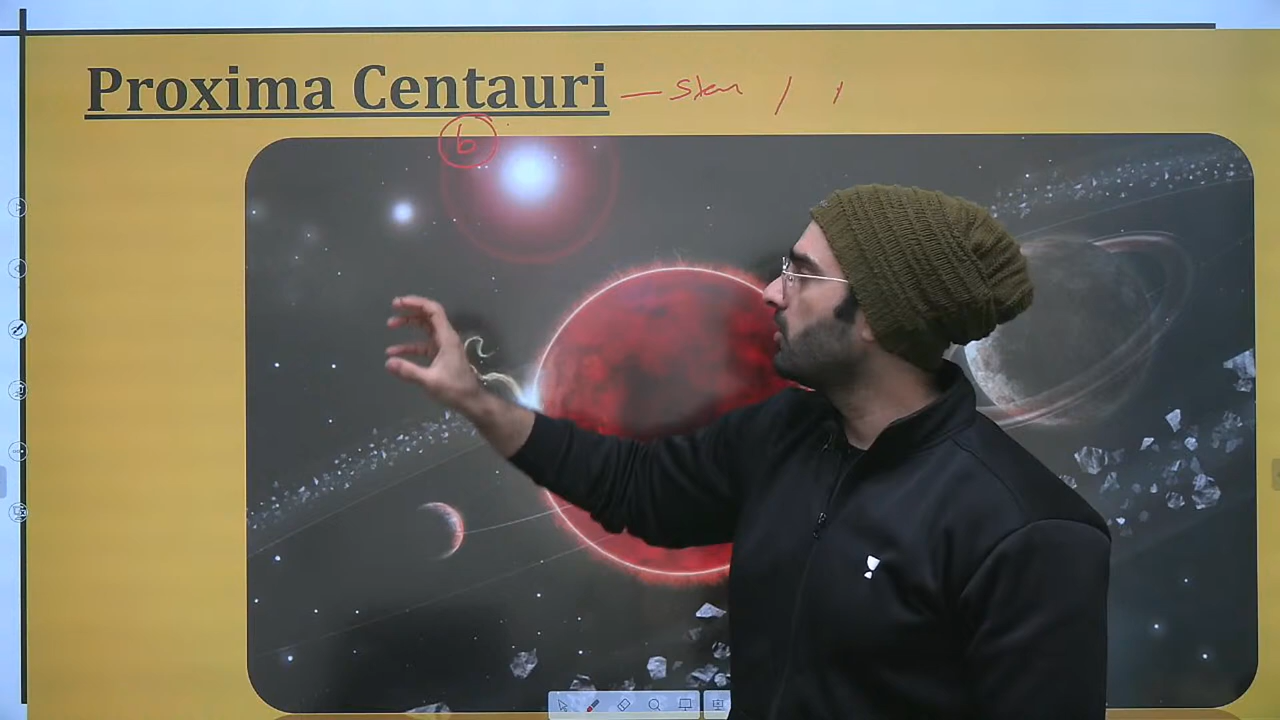 Proxima Centauri — Star / ,
b